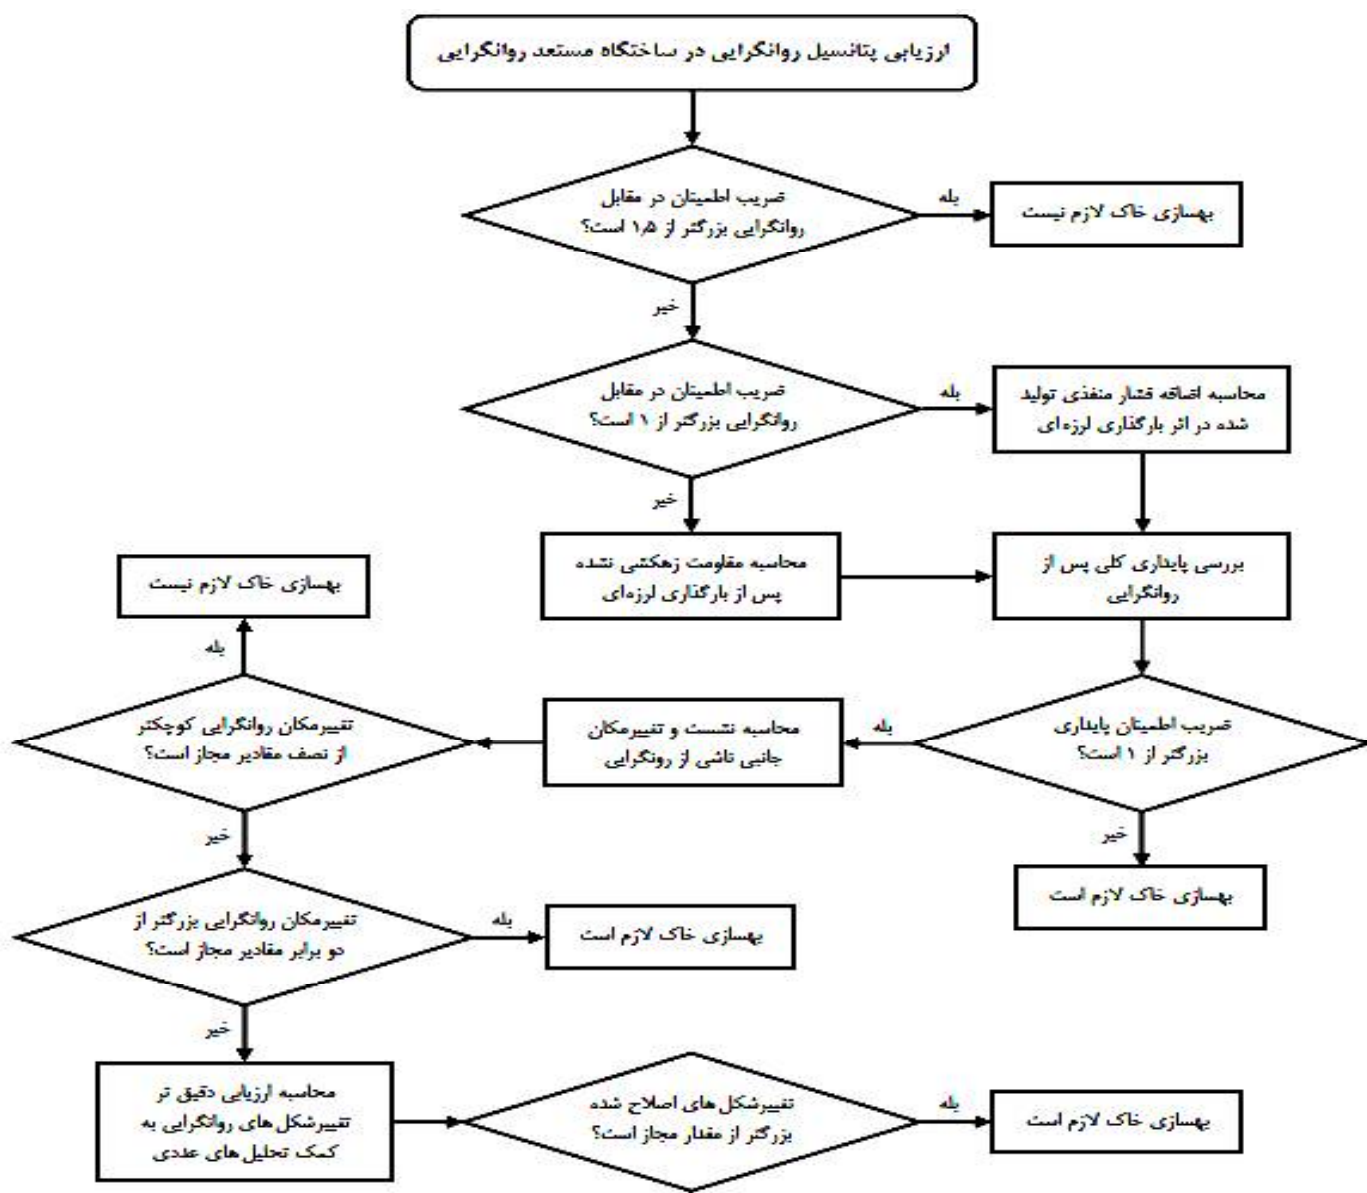 ارزیابی پتانسیل روانگرایی در ساختگاه مستعد روانگرایی
ضریب اطمینان در مقابل
روانگرایی بزرگتر از ۱٫۵ است؟
بله
بهسازی خاک لازم نیست
خیر
ضریب اطمینان در مقابل
روانگرایی بزرگتر از ۱ است؟
بله
محاسبه اضافه فشار منفذی تولید
شده در اثر بارگذاری لرزه‌ای
خیر
محاسبه مقاومت زهکشی نشده
پس از بارگذاری لرزه‌ای
بررسی پایداری کلی پس از
روانگرایی
ضریب اطمینان پایداری
بزرگتر از ۱ است؟
خیر
بهسازی خاک لازم است
بله
محاسبه نشست و تغییرمکان
جانبی ناشی از رونگرایی
تغییرمکان روانگرایی کوچکتر
از نصف مقادیر مجاز است؟
بله
بهسازی خاک لازم نیست
خیر
تغییرمکان روانگرایی بزرگتر از
دو برابر مقادیر مجاز است؟
بله
بهسازی خاک لازم است
خیر
محاسبه ارزیابی دقیق تر
تغییرشکل های روانگرایی به
کمک تحلیل های عددی
تغییرشکل های اصلاح شده
بزرگتر از مقدار مجاز است؟
بله
بهسازی خاک لازم است